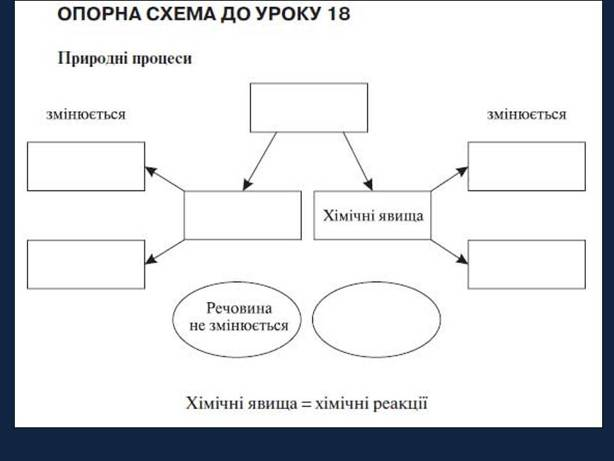 ОПОРНА СХЕМА ДО УРОКУ 18
Природні процеси
змінюється
змінюється
Хімічні явища
Речовина
не змінюється
Хімічні явища = хімічні реакції